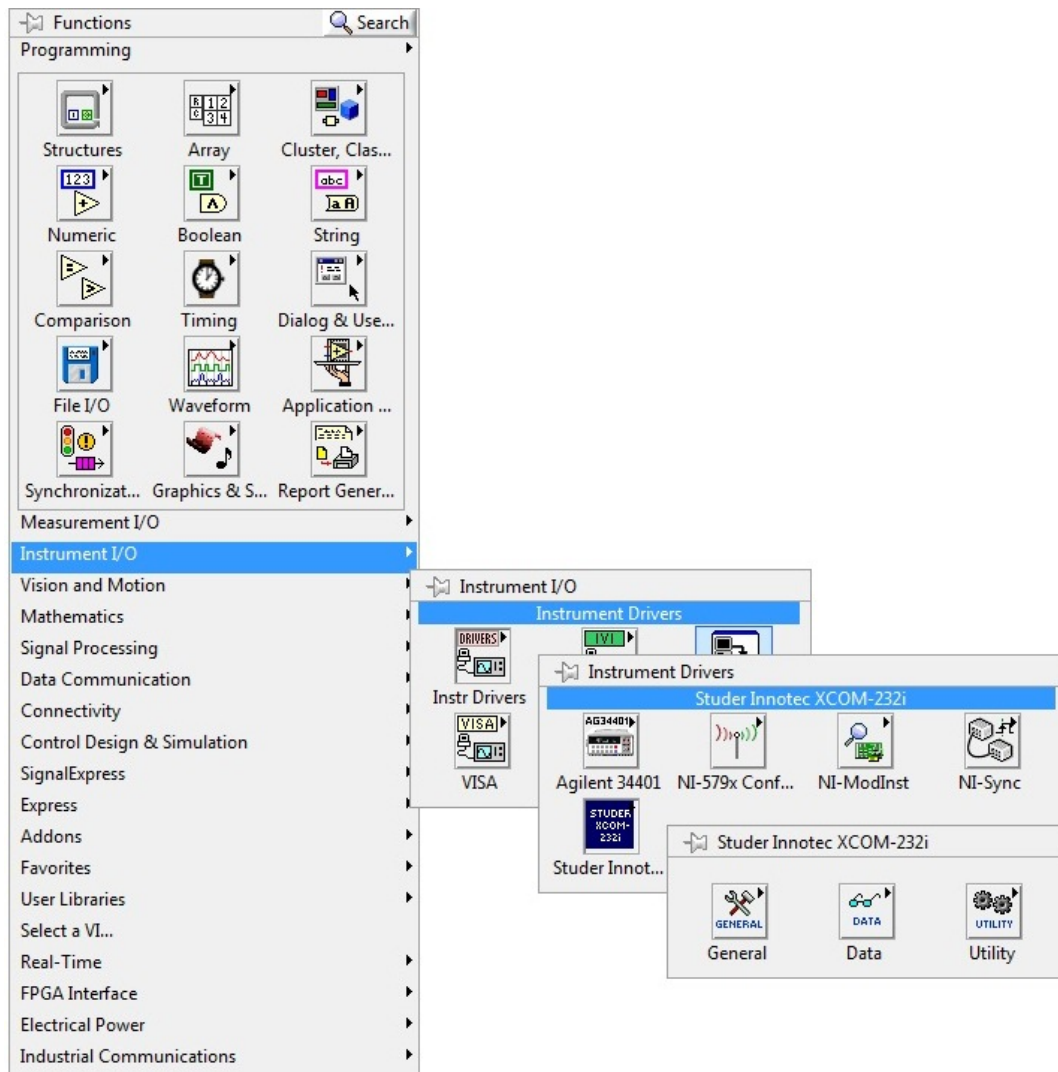 Functions Search
Programming
Structures Array Cluster, Clas...
123 T abc
Numeric Boolean String
Comparison Timing Dialog & Use...
File I/O Waveform Application ...
Synchronizat... Graphics & S... Report Gener...
Measurement I/O
Instrument I/O
Vision and Motion
Mathematics
Signal Processing
Data Communication
Connectivity
Control Design & Simulation
SignalExpress
Express
Addons
Favorites
User Libraries
Select a VI...
Real-Time
FPGA Interface
Electrical Power
Industrial Communications
Instrument I/O
Instrument Drivers
DRIVERS IVI
Instr Drivers
VISA
VISA
Instrument Drivers
Studer Innotec XCOM-232i
AG34401
Agilent 34401 NI-579x Conf... NI-ModInst NI-Sync
STUDER
XCOM-
232i
Studer Innot...
Studer Innotec XCOM-232i
GENERAL DATA UTILITY
General Data Utility